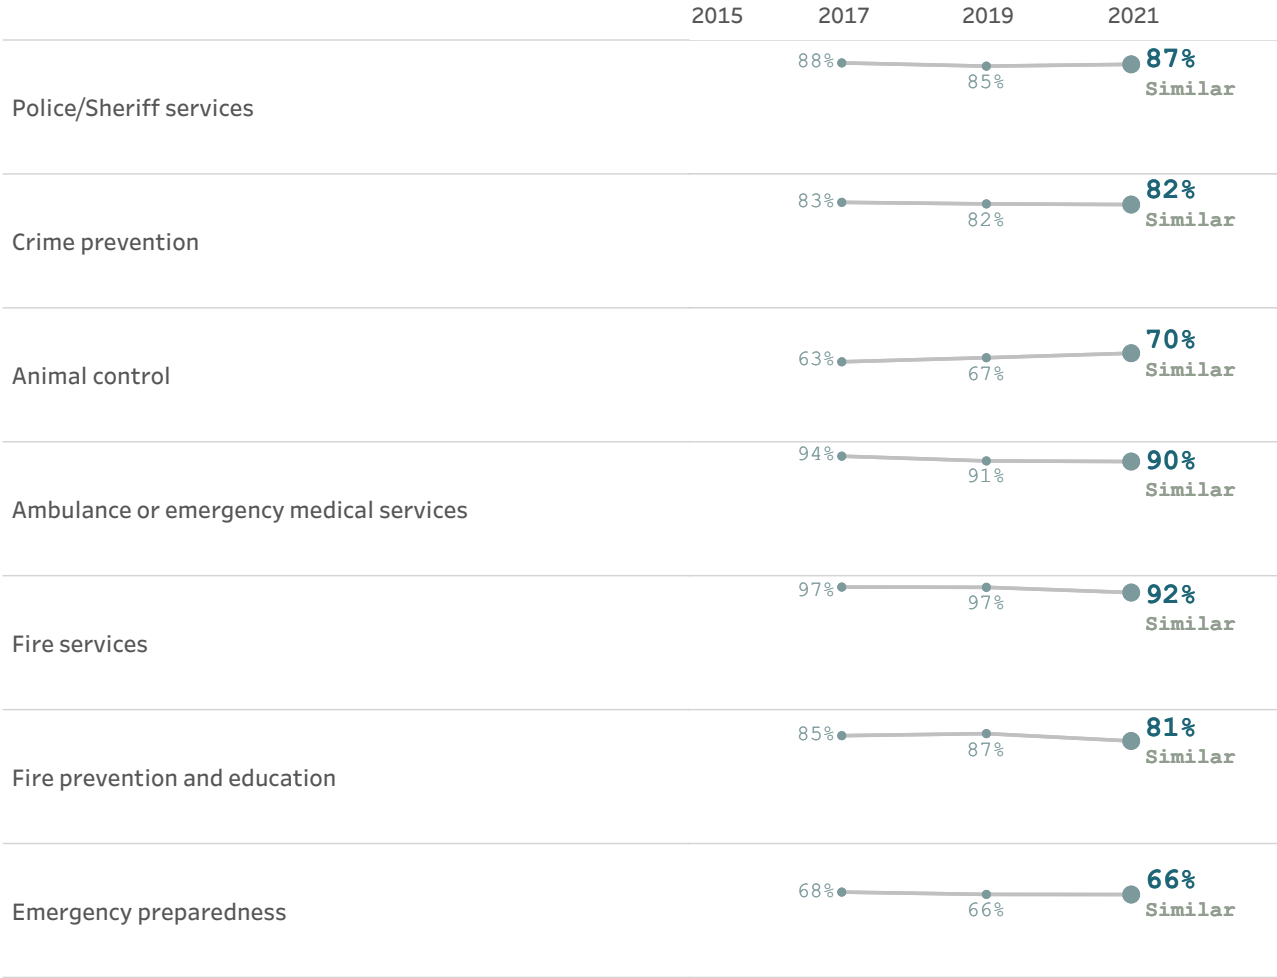 2015 2017 2019 2021
Police/Sheriff services 88% 85% 87%
Similar
Crime prevention 83% 82% 82%
Similar
Animal control 63% 67% 70%
Similar
Ambulance or emergency medical services 94% 91% 90%
Similar
Fire services 97% 97% 92%
Similar
Fire prevention and education 85% 87% 81%
Similar
Emergency preparedness 68% 66% 66%
Similar